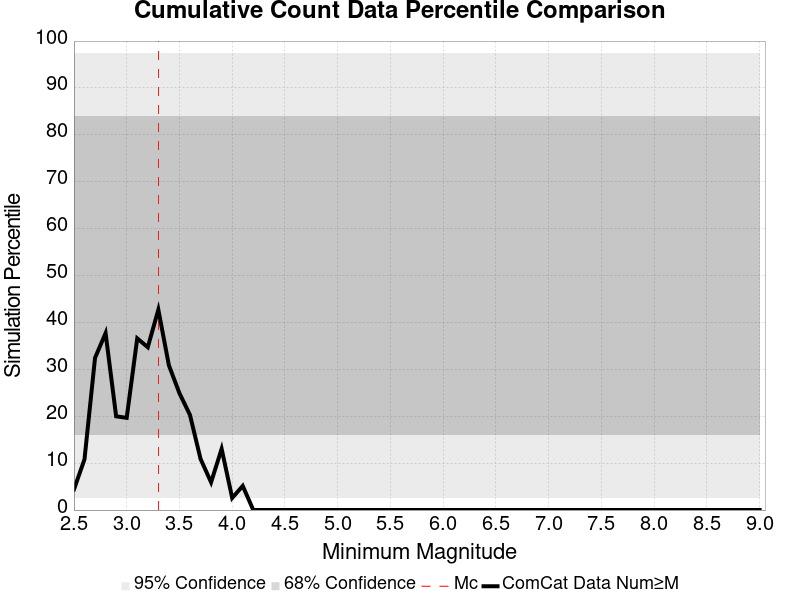 Cumulative Count Data Percentile Comparison
100
90
80
70
60
50
40
30
20
10
0
Simulation Percentile
2.5 3.0 3.5 4.0 4.5 5.0 5.5 6.0 6.5 7.0 7.5 8.0 8.5 9.0
Minimum Magnitude
95% Confidence 68% Confidence Mc ComCat Data Num≥M